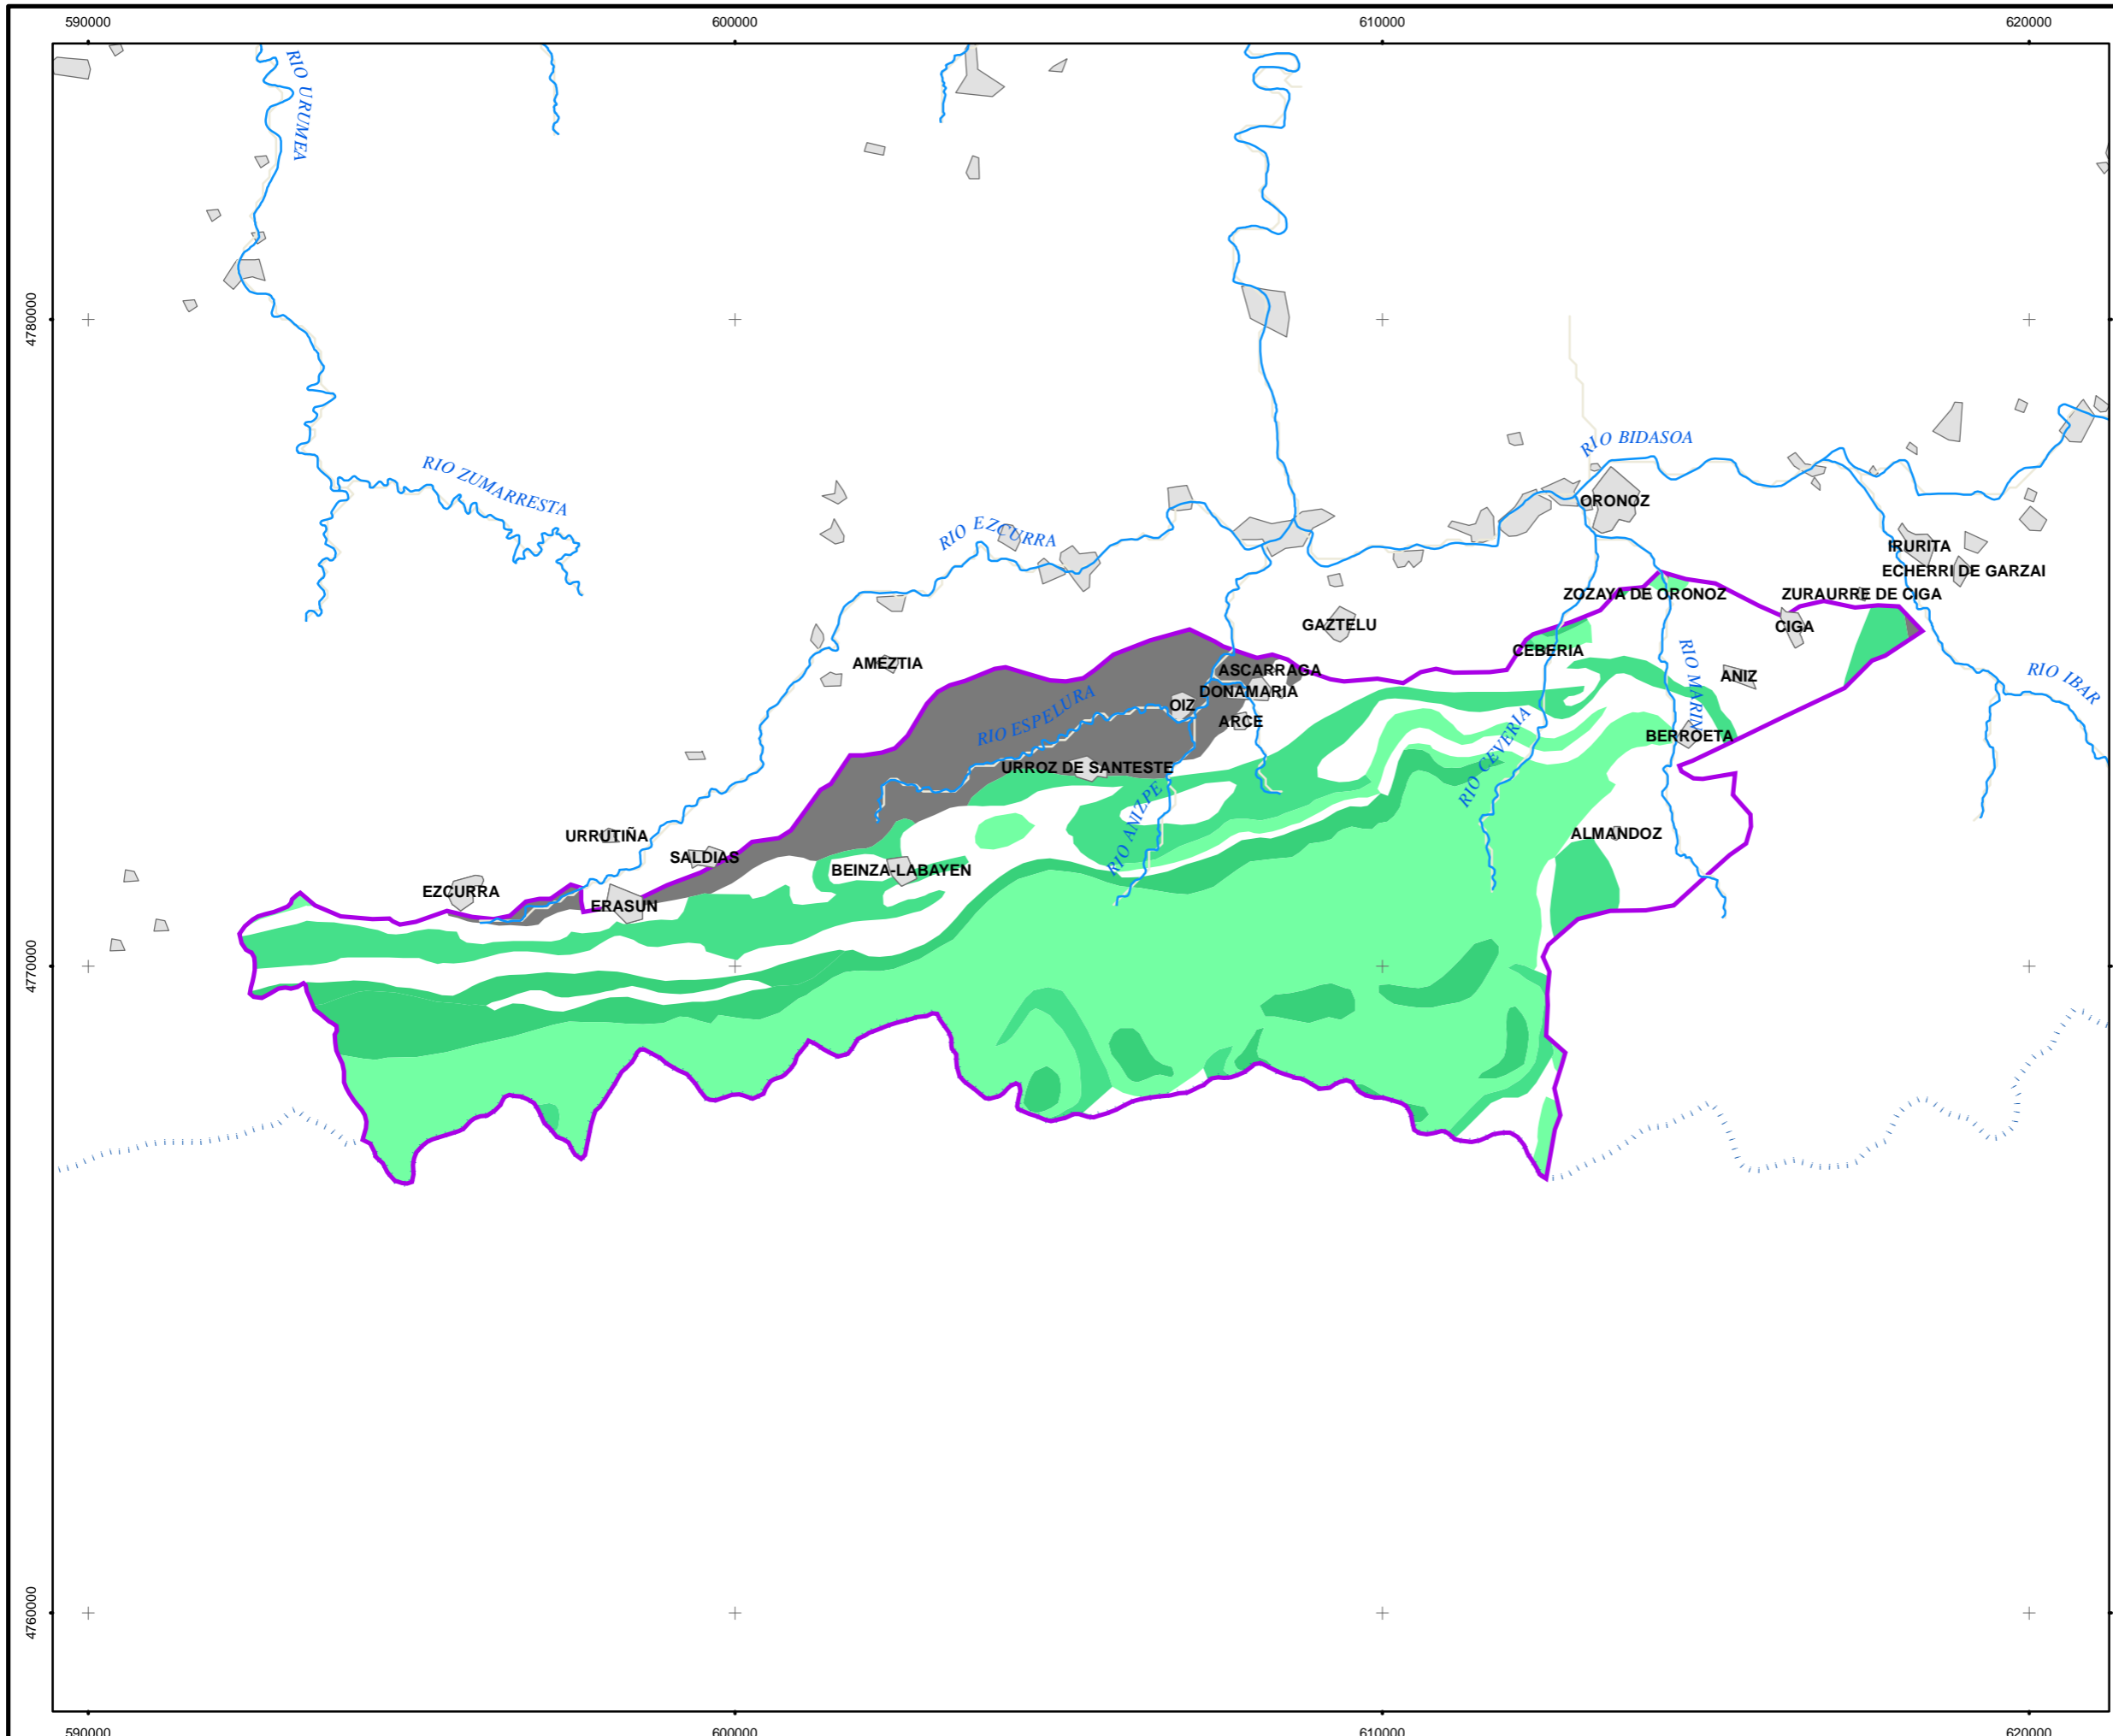 590000
600000
610000
620000
RIO URUMEA
4780000
RIO BIDASOA
RIO ZUMARRESTA
ORONOZ
RIO EZCURRA
IRURITA
ECHERRI DE GARZAI
ZOZAYA DE ORONOZ
ZURAURRE DE CIGA
GAZTELU
CIGA
CEBERIA
AMEZTIA
ASCARRAGA
RIO MARIN
ANIZ
RIO IBAR
DONAMARIA
OIZ
RIO ESPELURA
ARCE
BERROETA
RIO CEVERIA
URROZ DE SANTESTE
RIO ANIZPE
URRUTIÑA
ALMANDOZ
SALDIAS
BEINZA-LABAYEN
EZCURRA
ERASUN
4770000
4760000
590000
600000
610000
620000